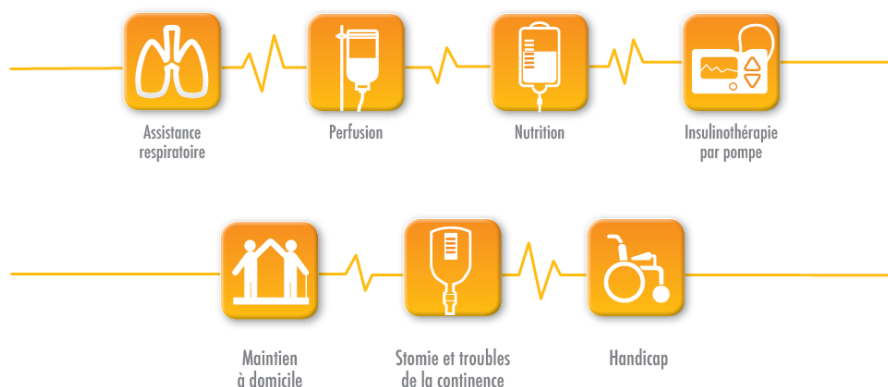 Assistance
respiratoire
Perfusion
Nutrition
Insulinothérapie
par pompe
Maintien
à domicile
Stomie et troubles
de la continence
Handicap